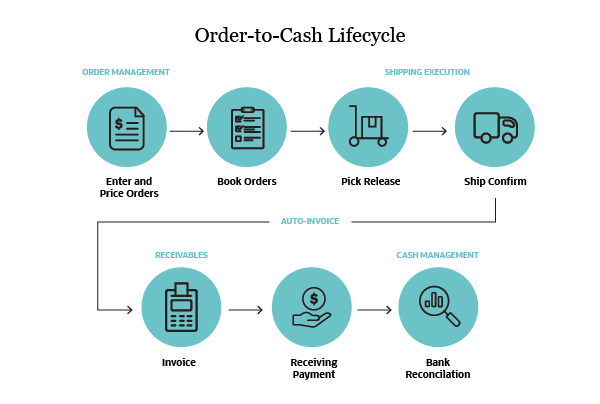 Order-to-Cash Lifecycle
ORDER MANAGEMENT
SHIPPING EXECUTION
$
Enter and
Price Orders
Book Orders
Pick Release
Ship Confirm
AUTO-INVOICE
RECEIVABLES
CASH MANAGEMENT
$
Invoice
Receiving
Payment
Bank
Reconcilation